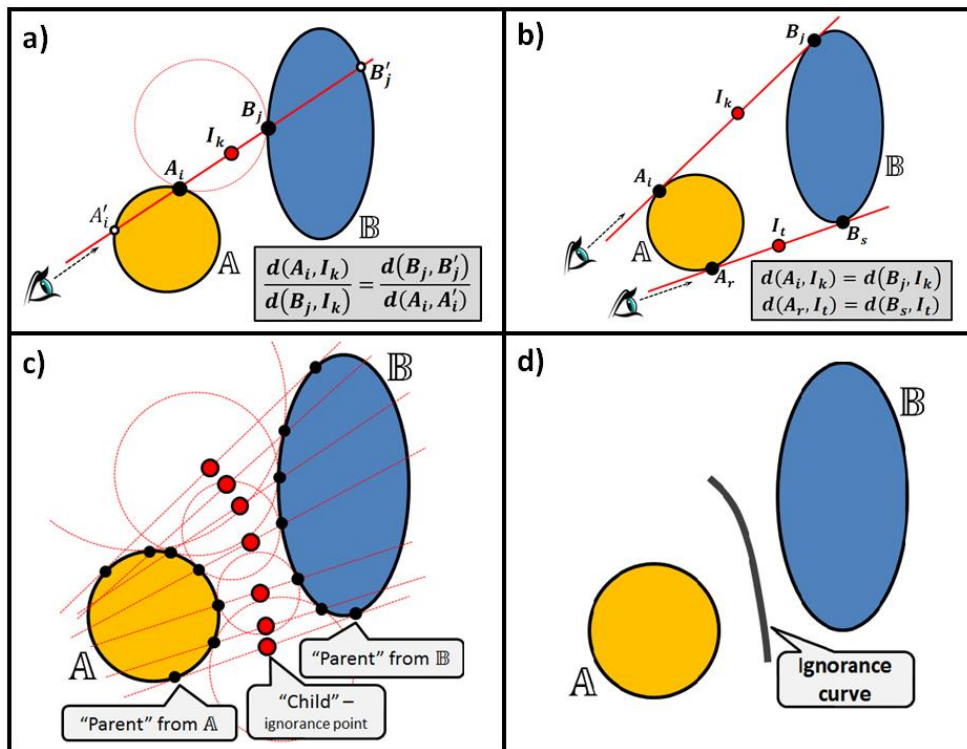 a)
B′ⱼ
Bⱼ
Iₖ
Aᵢ
A′ᵢ
𝔸
𝔹
d(Aᵢ, Iₖ) / d(Bⱼ, Iₖ) = d(Bⱼ, B′ⱼ) / d(Aᵢ, A′ᵢ)
b)
Bⱼ
Iₖ
Aᵢ
𝔹
𝔸
Iₜ
Bₛ
Aᵣ
d(Aᵢ, Iₖ) = d(Bⱼ, Iₖ)
d(Aᵣ, Iₜ) = d(Bₛ, Iₜ)
c)
𝔹
𝔸
"Parent" from 𝔹
"Parent" from 𝔸
"Child" –
ignorance point
d)
𝔹
𝔸
Ignorance
curve